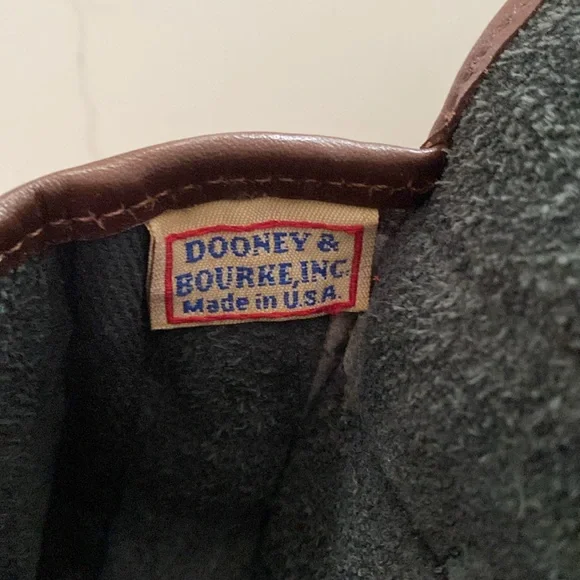 DOONEY &
BOURKE, INC.
Made in U.S.A.